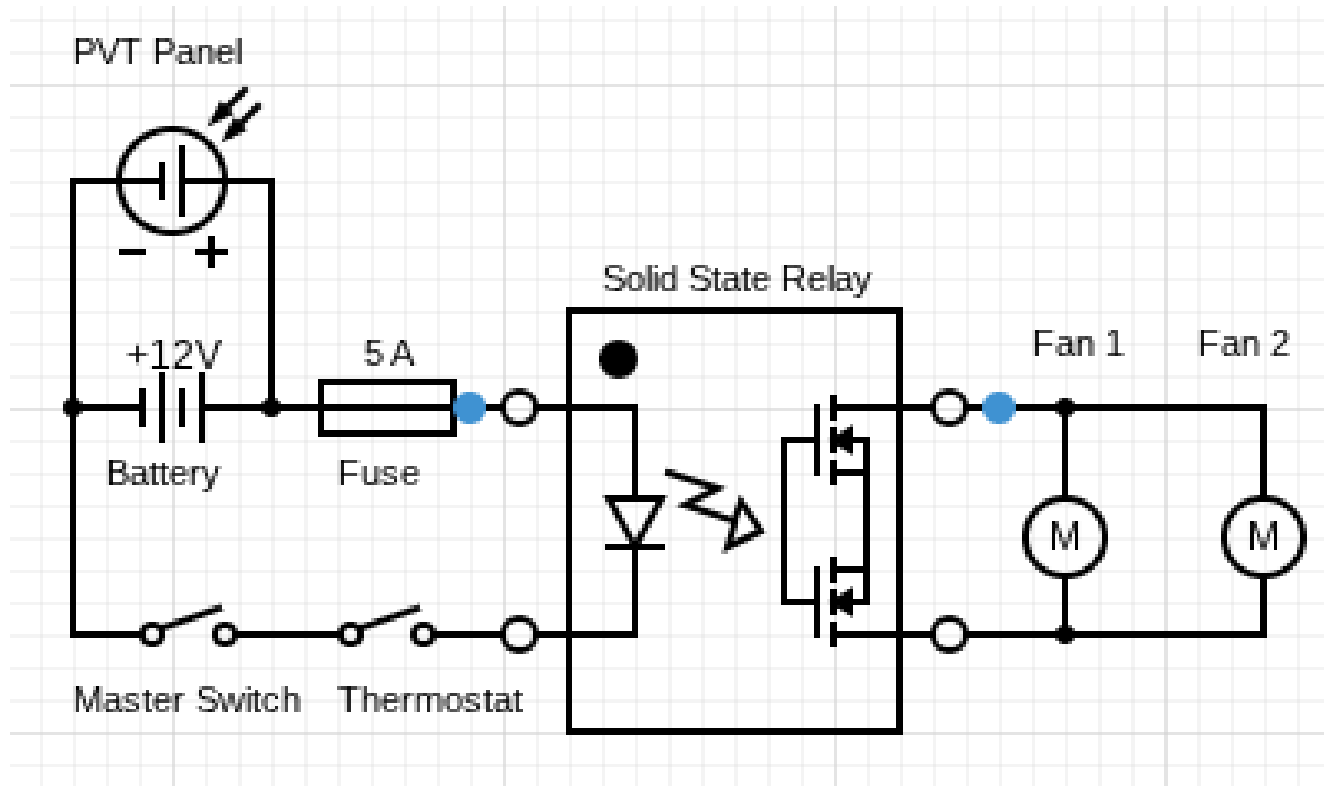 PVT Panel
− +
Solid State Relay
+12V
5 A
Fan 1
Fan 2
Battery
Fuse
M
M
Master Switch
Thermostat